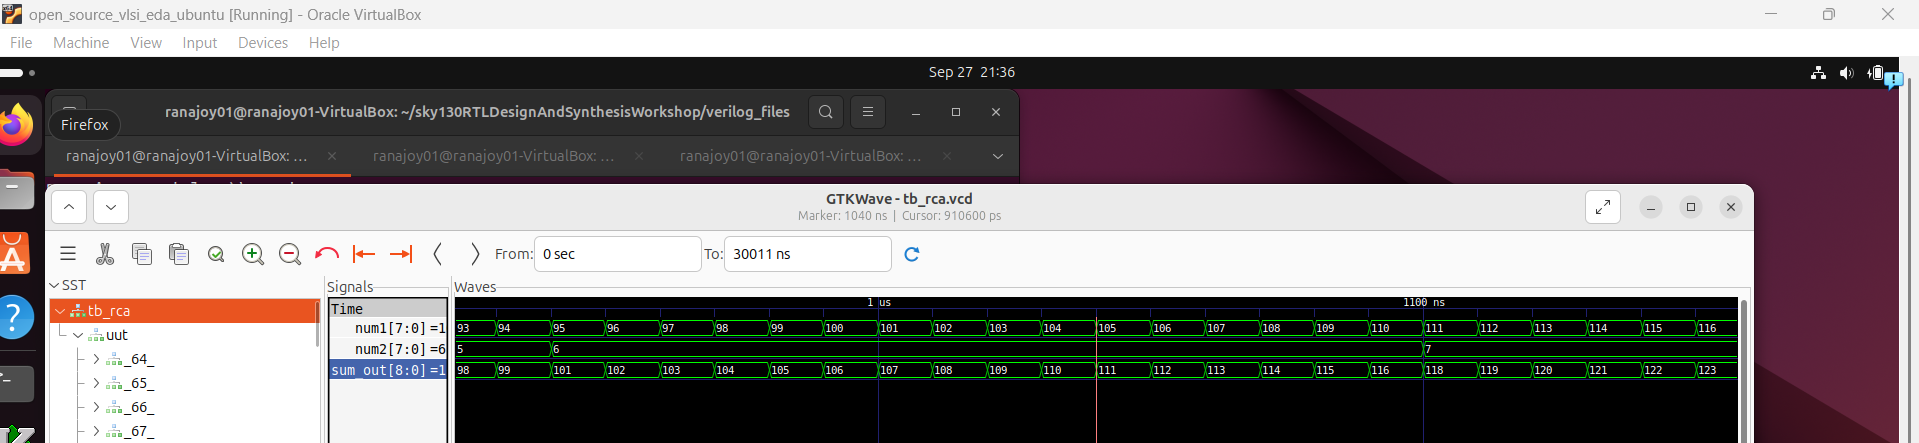 open_source_vlsi_eda_ubuntu [Running] - Oracle VirtualBox
File Machine View Input Devices Help
Sep 27 21:36
ranajoy01@ranajoy01-VirtualBox: ~/sky130RTLDesignAndSynthesisWorkshop/verilog_files
Firefox
ranajoy01@ranajoy01-VirtualBox: ... ranajoy01@ranajoy01-VirtualBox: ... ranajoy01@ranajoy01-VirtualBox: ...
GTKWave - tb_rca.vcd
Marker: 1040 ns | Cursor: 910600 ps
From: 0 sec To: 30011 ns
SST
Signals
Waves
tb_rca
uut
_64_
_65_
_66_
_67_
Time
1 us 1100 ns
num1[7:0] =1 93 94 95 96 97 98 99 100 101 102 103 104 105 106 107 108 109 110 111 112 113 114 115 116
num2[7:0] =6 5 6 7
sum_out[8:0] =1 98 99 101 102 103 104 105 106 107 108 109 110 111 112 113 114 115 116 118 119 120 121 122 123